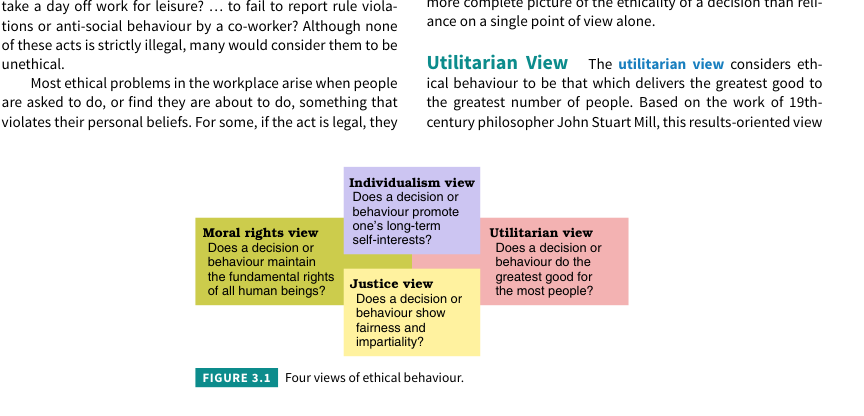 take a day off work for leisure? … to fail to report rule viola-
tions or anti-social behaviour by a co-worker? Although none
of these acts is strictly illegal, many would consider them to be
unethical.
Most ethical problems in the workplace arise when people
are asked to do, or find they are about to do, something that
violates their personal beliefs. For some, if the act is legal, they
more complete picture of the ethicality of a decision than reli-
ance on a single point of view alone.
Utilitarian View The utilitarian view considers eth-
ical behaviour to be that which delivers the greatest good to
the greatest number of people. Based on the work of 19th-
century philosopher John Stuart Mill, this results-oriented view
Individualism view
Does a decision or
behaviour promote
one's long-term
self-interests?
Moral rights view
Does a decision or
behaviour maintain
the fundamental rights
of all human beings?
Utilitarian view
Does a decision or
behaviour do the
greatest good for
the most people?
Justice view
Does a decision or
behaviour show
fairness and
impartiality?
FIGURE 3.1 Four views of ethical behaviour.